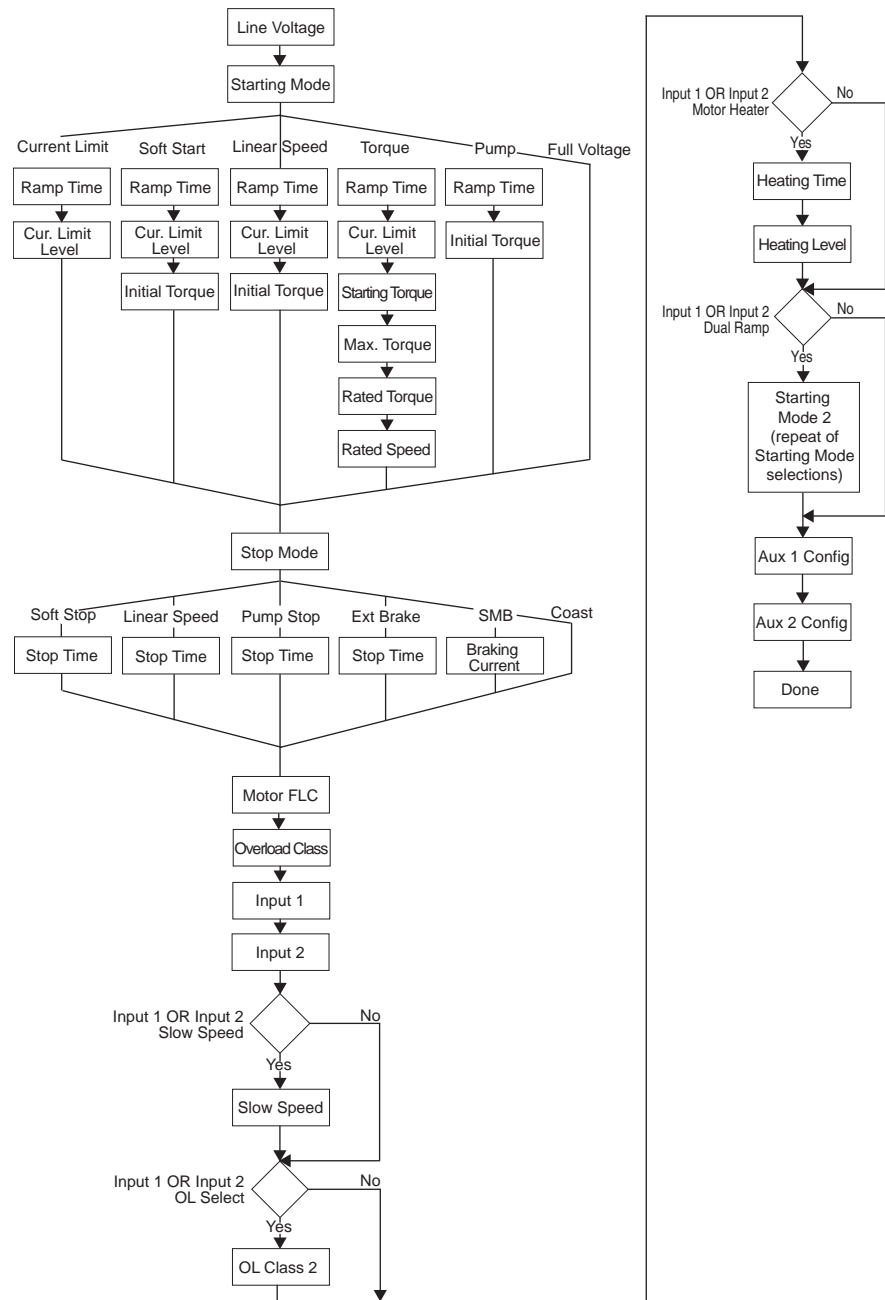 Line Voltage
Starting Mode
Current Limit
Soft Start
Linear Speed
Torque
Pump
Full Voltage
Ramp Time
Ramp Time
Ramp Time
Ramp Time
Ramp Time
Cur. Limit
Level
Cur. Limit
Level
Cur. Limit
Level
Cur. Limit
Level
Initial Torque
Initial Torque
Initial Torque
Starting Torque
Max. Torque
Rated Torque
Rated Speed
Stop Mode
Soft Stop
Linear Speed
Pump Stop
Ext Brake
SMB
Coast
Stop Time
Stop Time
Stop Time
Stop Time
Braking
Current
Motor FLC
Overload Class
Input 1
Input 2
Input 1 OR Input 2
Slow Speed
No
Yes
Slow Speed
Input 1 OR Input 2
OL Select
No
Yes
OL Class 2
Input 1 OR Input 2
Motor Heater
No
Yes
Heating Time
Heating Level
Input 1 OR Input 2
Dual Ramp
No
Yes
Starting
Mode 2
(repeat of
Starting Mode
selections)
Aux 1 Config
Aux 2 Config
Done